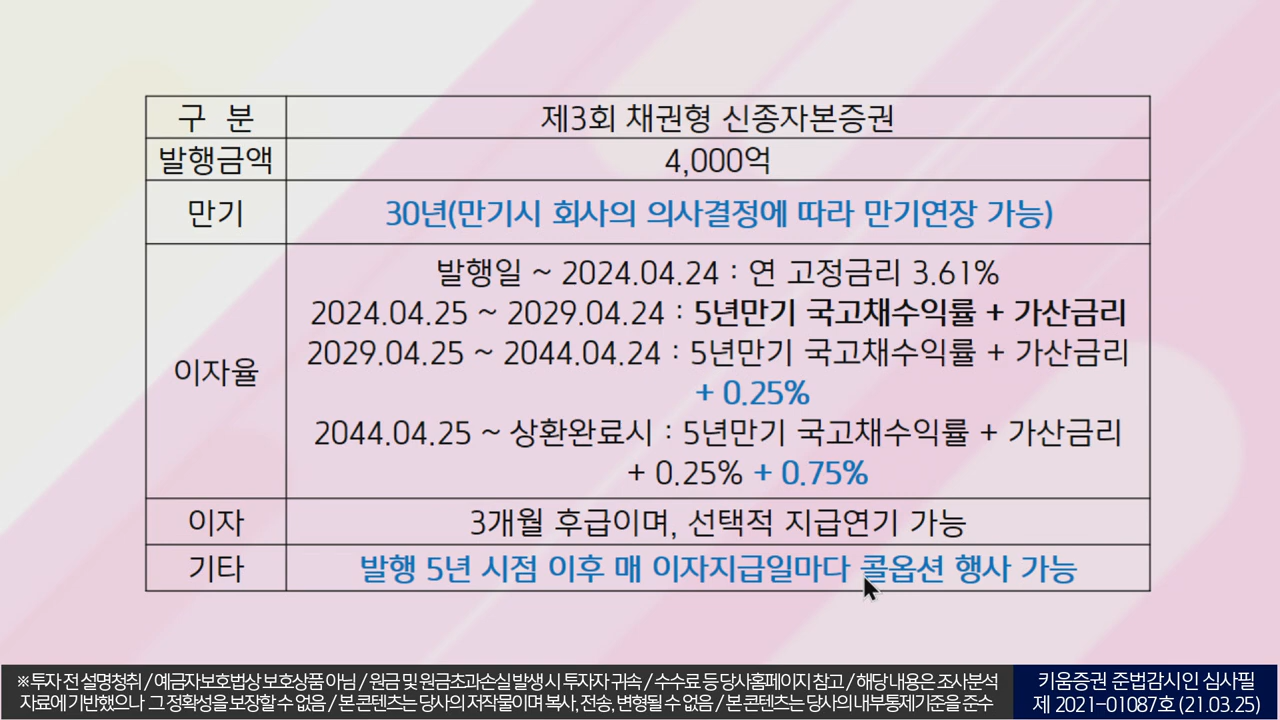 구 분
제3회 채권형 신종자본증권
발행금액
4,000억
만기
30년(만기시 회사의 의사결정에 따라 만기연장 가능)
이자율
발행일 ~ 2024.04.24 : 연 고정금리 3.61%
2024.04.25 ~ 2029.04.24 : 5년만기 국고채수익률 + 가산금리
2029.04.25 ~ 2044.04.24 : 5년만기 국고채수익률 + 가산금리
+ 0.25%
2044.04.25 ~ 상환완료시 : 5년만기 국고채수익률 + 가산금리
+ 0.25% + 0.75%
이자
3개월 후급이며, 선택적 지급연기 가능
기타
발행 5년 시점 이후 매 이자지급일마다 콜옵션 행사 가능
※투자 전 설명청취 / 예금자보호법상 보호상품 아님 / 원금 및 원금초과손실 발생 시 투자자 귀속 / 수수료 등 당사홈페이지 참고 / 해당 내용은 조사분석
자료에 기반했으나 그 정확성을 보장할 수 없음 / 본 콘텐츠는 당사의 저작물이며 복사, 전송, 변형될 수 없음 / 본 콘텐츠는 당사의 내부통제기준을 준수
키움증권 준법감시인 심사필
제 2021-01087호 (21.03.25)